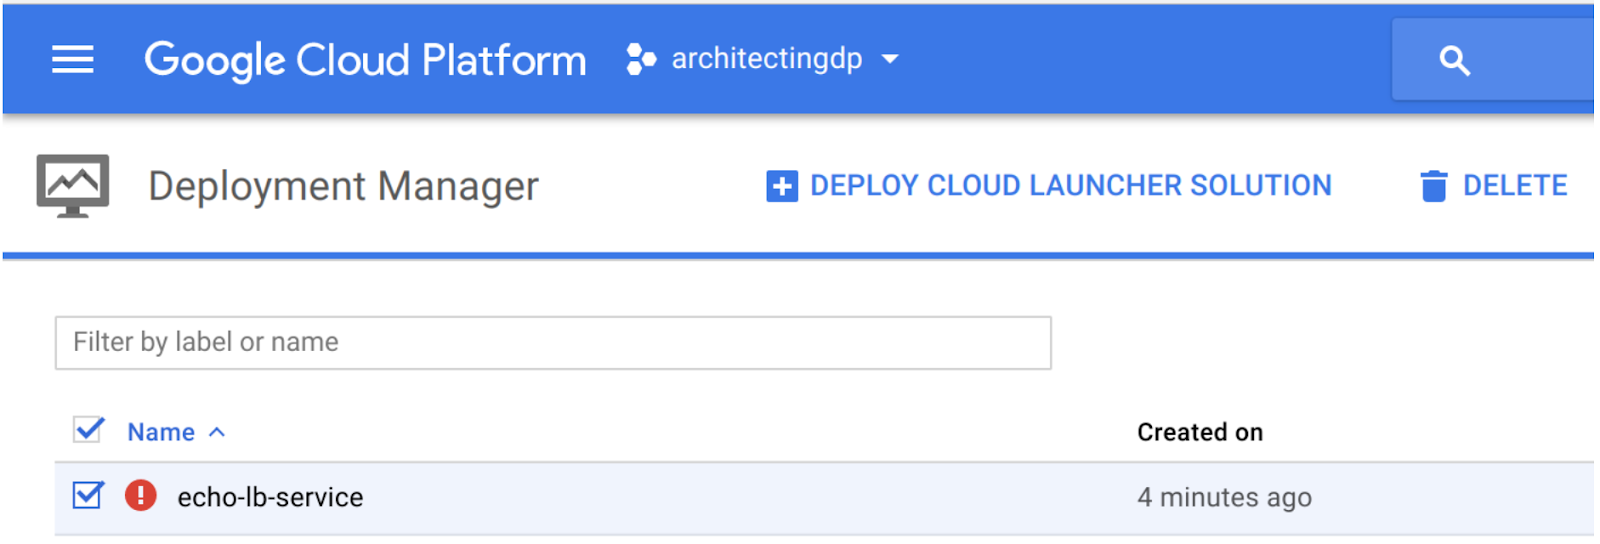 Google Cloud Platform architectingdp
Deployment Manager DEPLOY CLOUD LAUNCHER SOLUTION DELETE
Filter by label or name
Name Created on
echo-lb-service 4 minutes ago